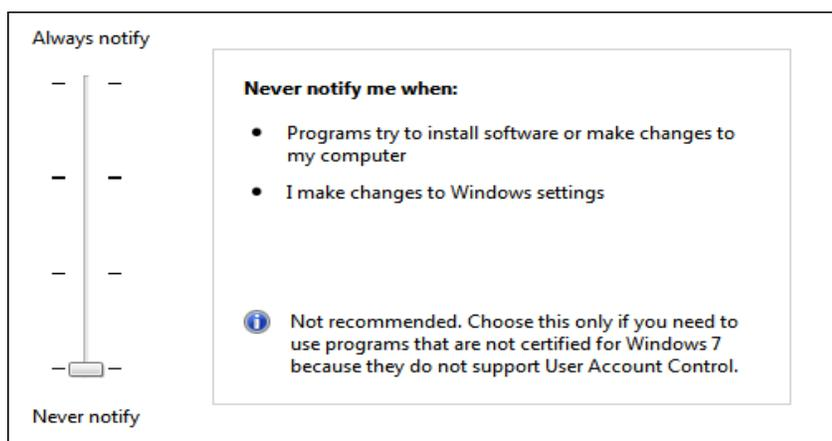 Always notify
Never notify me when:
• Programs try to install software or make changes to
my computer
• I make changes to Windows settings
Not recommended. Choose this only if you need to
use programs that are not certified for Windows 7
because they do not support User Account Control.
Never notify